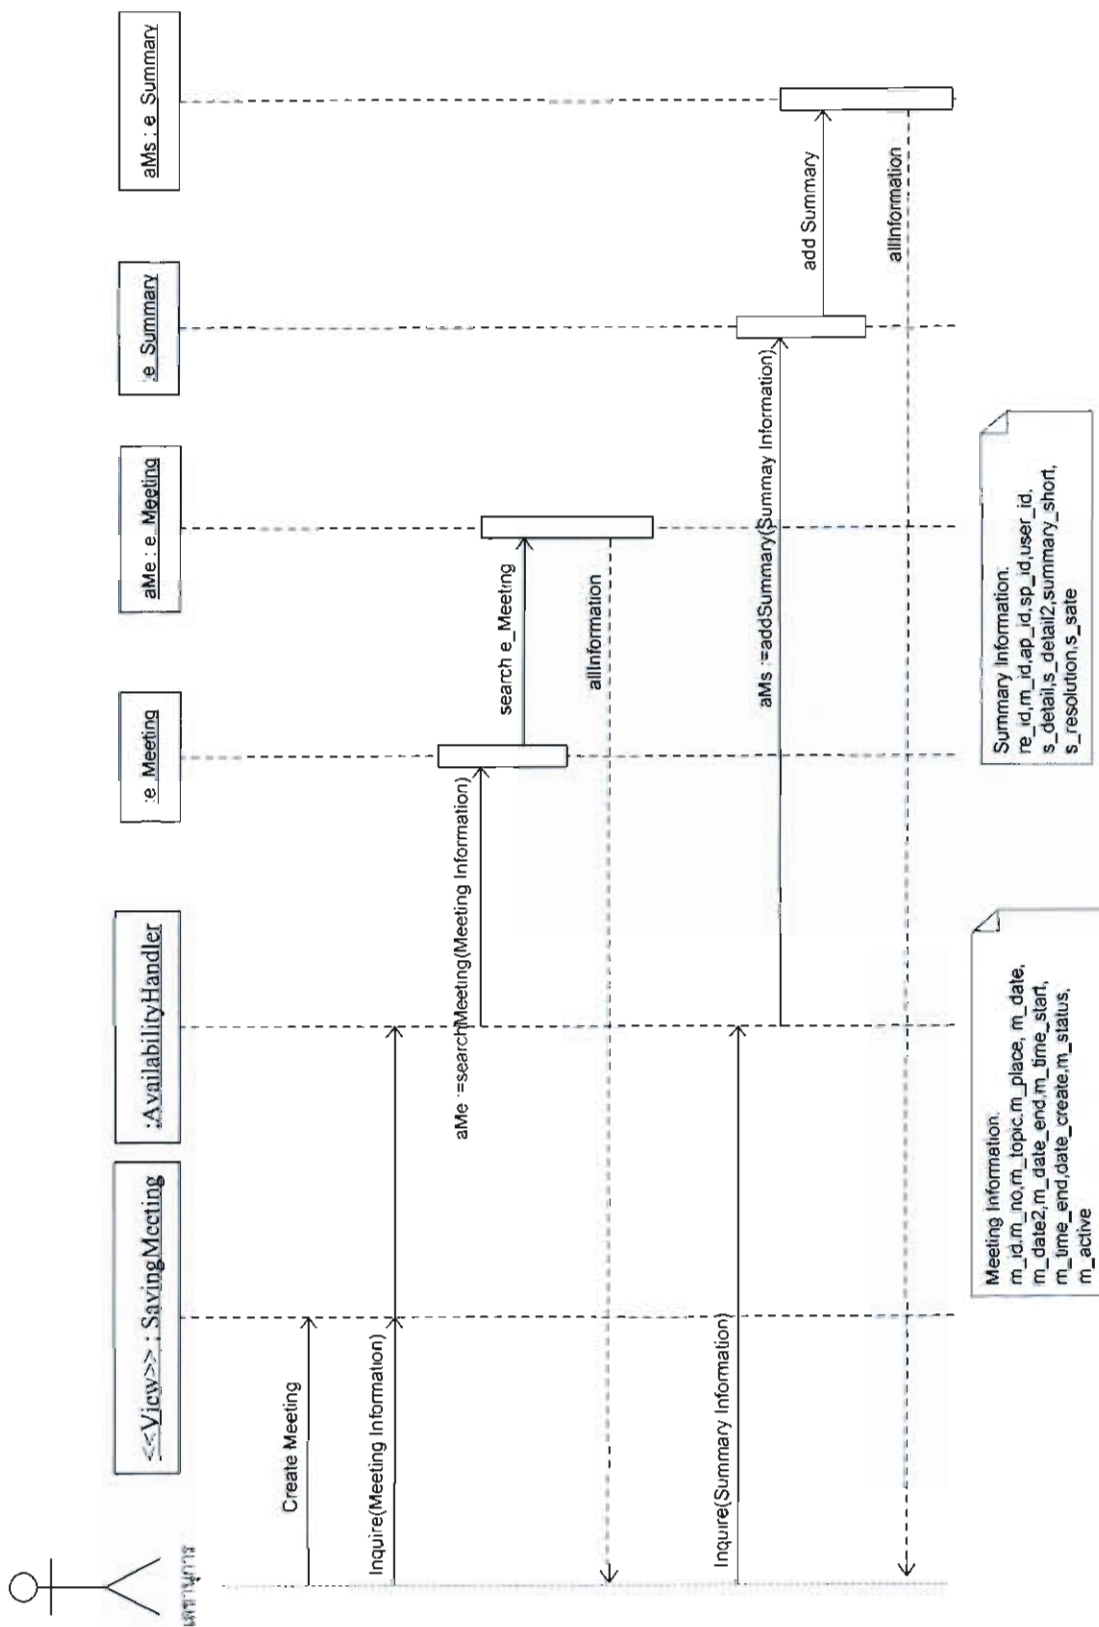 <<View>> : SavingMeeting
:AvailabilityHandler
:e_Meeting
aMe : e_Meeting
:e_Summary
aMs : e_Summary
Create Meeting
Inquire(Meeting Information)
aMe :=searchMeeting(Meeting Information)
search e_Meeting
allInformation
Inquire(Summary Information)
aMs :=addSummary(Summay Information)
add Summary
allInformation
Meeting Information:
m_id,m_no,m_topic,m_place, m_date,
m_date2,m_date_end,m_time_start,
m_time_end,date_create,m_status,
m_active
Summary Information:
re_id,m_id,ap_id,sp_id,user_id,
s_detail,s_detail2,summary_short,
s_resolution,s_sate